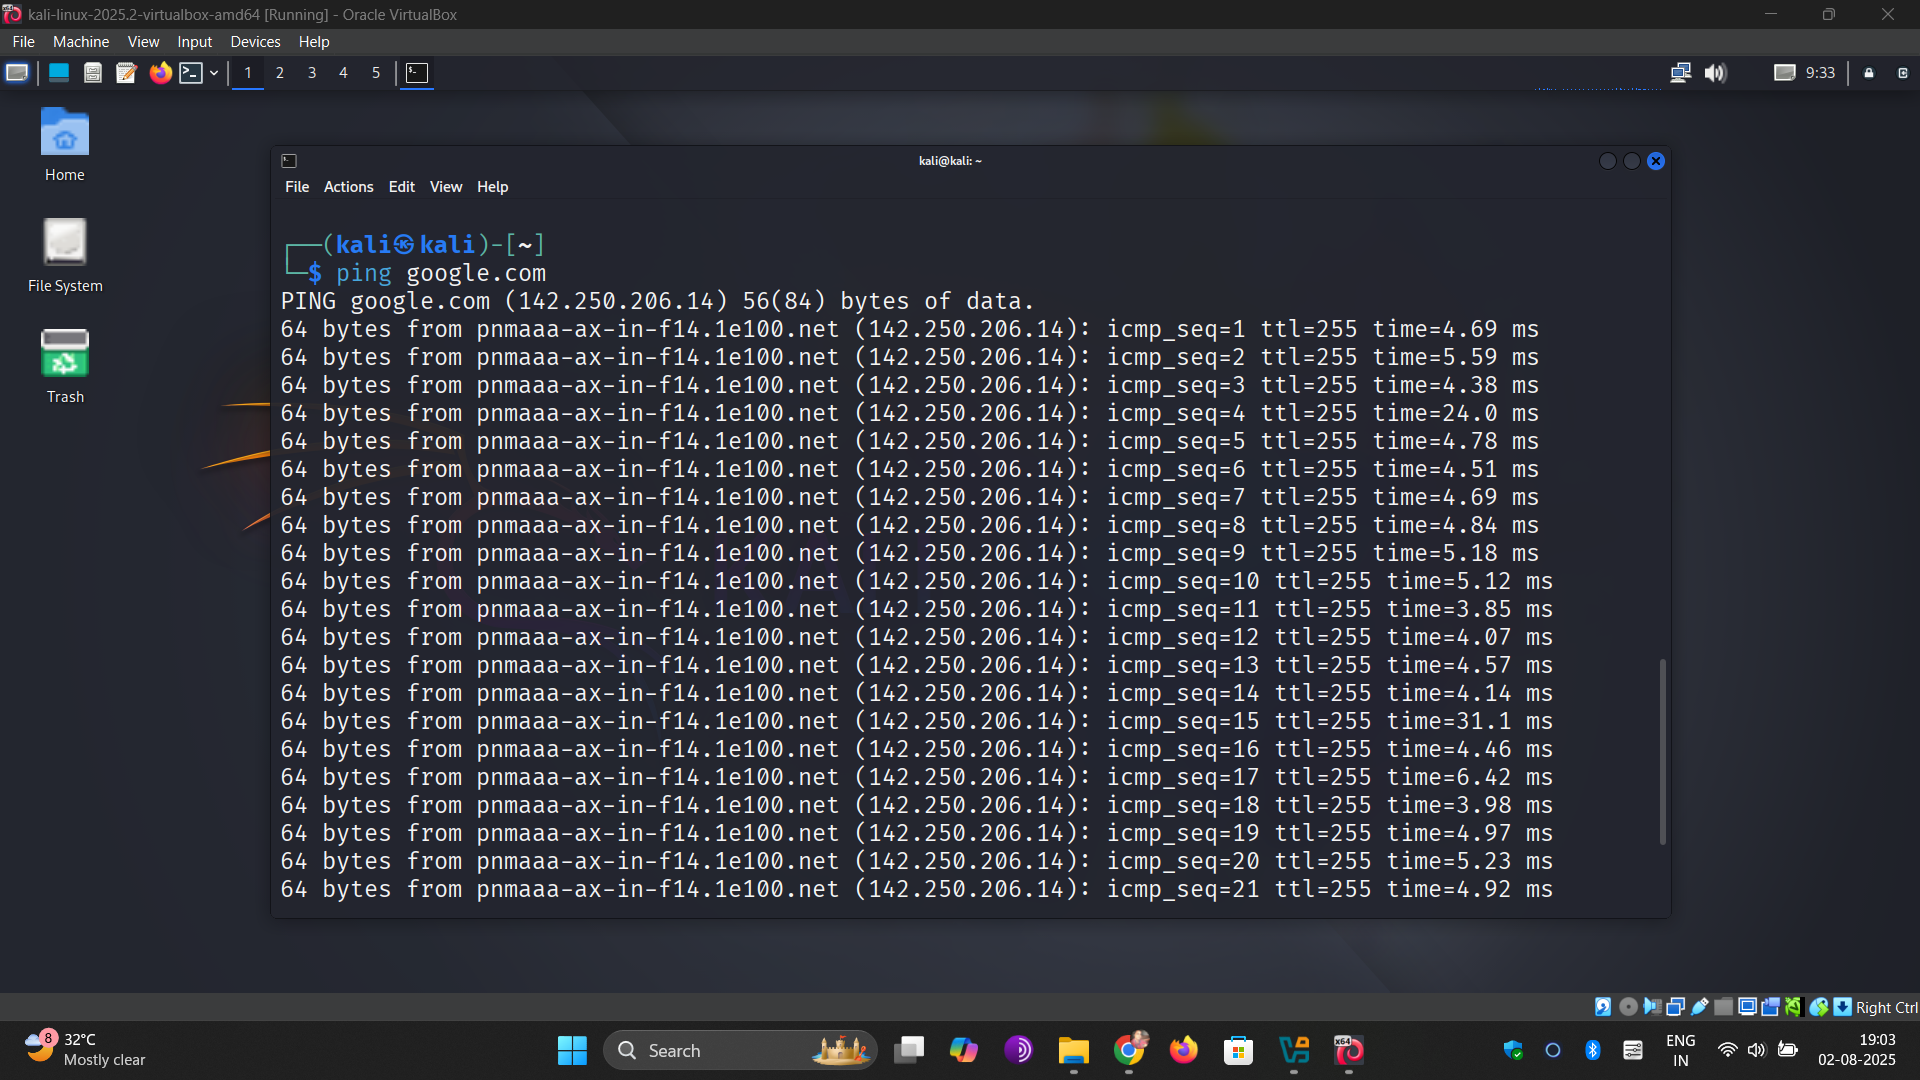 kali-linux-2025.2-virtualbox-amd64 [Running] - Oracle VirtualBox
File Machine View Input Devices Help
1 2 3 4 5 9:33
Home
File System
Trash
kali@kali: ~
File Actions Edit View Help
┌──(kali㉿kali)-[~]
└─$ ping google.com
PING google.com (142.250.206.14) 56(84) bytes of data.
64 bytes from pnmaaa-ax-in-f14.1e100.net (142.250.206.14): icmp_seq=1 ttl=255 time=4.69 ms
64 bytes from pnmaaa-ax-in-f14.1e100.net (142.250.206.14): icmp_seq=2 ttl=255 time=5.59 ms
64 bytes from pnmaaa-ax-in-f14.1e100.net (142.250.206.14): icmp_seq=3 ttl=255 time=4.38 ms
64 bytes from pnmaaa-ax-in-f14.1e100.net (142.250.206.14): icmp_seq=4 ttl=255 time=24.0 ms
64 bytes from pnmaaa-ax-in-f14.1e100.net (142.250.206.14): icmp_seq=5 ttl=255 time=4.78 ms
64 bytes from pnmaaa-ax-in-f14.1e100.net (142.250.206.14): icmp_seq=6 ttl=255 time=4.51 ms
64 bytes from pnmaaa-ax-in-f14.1e100.net (142.250.206.14): icmp_seq=7 ttl=255 time=4.69 ms
64 bytes from pnmaaa-ax-in-f14.1e100.net (142.250.206.14): icmp_seq=8 ttl=255 time=4.84 ms
64 bytes from pnmaaa-ax-in-f14.1e100.net (142.250.206.14): icmp_seq=9 ttl=255 time=5.18 ms
64 bytes from pnmaaa-ax-in-f14.1e100.net (142.250.206.14): icmp_seq=10 ttl=255 time=5.12 ms
64 bytes from pnmaaa-ax-in-f14.1e100.net (142.250.206.14): icmp_seq=11 ttl=255 time=3.85 ms
64 bytes from pnmaaa-ax-in-f14.1e100.net (142.250.206.14): icmp_seq=12 ttl=255 time=4.07 ms
64 bytes from pnmaaa-ax-in-f14.1e100.net (142.250.206.14): icmp_seq=13 ttl=255 time=4.57 ms
64 bytes from pnmaaa-ax-in-f14.1e100.net (142.250.206.14): icmp_seq=14 ttl=255 time=4.14 ms
64 bytes from pnmaaa-ax-in-f14.1e100.net (142.250.206.14): icmp_seq=15 ttl=255 time=31.1 ms
64 bytes from pnmaaa-ax-in-f14.1e100.net (142.250.206.14): icmp_seq=16 ttl=255 time=4.46 ms
64 bytes from pnmaaa-ax-in-f14.1e100.net (142.250.206.14): icmp_seq=17 ttl=255 time=6.42 ms
64 bytes from pnmaaa-ax-in-f14.1e100.net (142.250.206.14): icmp_seq=18 ttl=255 time=3.98 ms
64 bytes from pnmaaa-ax-in-f14.1e100.net (142.250.206.14): icmp_seq=19 ttl=255 time=4.97 ms
64 bytes from pnmaaa-ax-in-f14.1e100.net (142.250.206.14): icmp_seq=20 ttl=255 time=5.23 ms
64 bytes from pnmaaa-ax-in-f14.1e100.net (142.250.206.14): icmp_seq=21 ttl=255 time=4.92 ms
Right Ctrl
8
32°C
Mostly clear
Search
x64
ENG
IN
19:03
02-08-2025